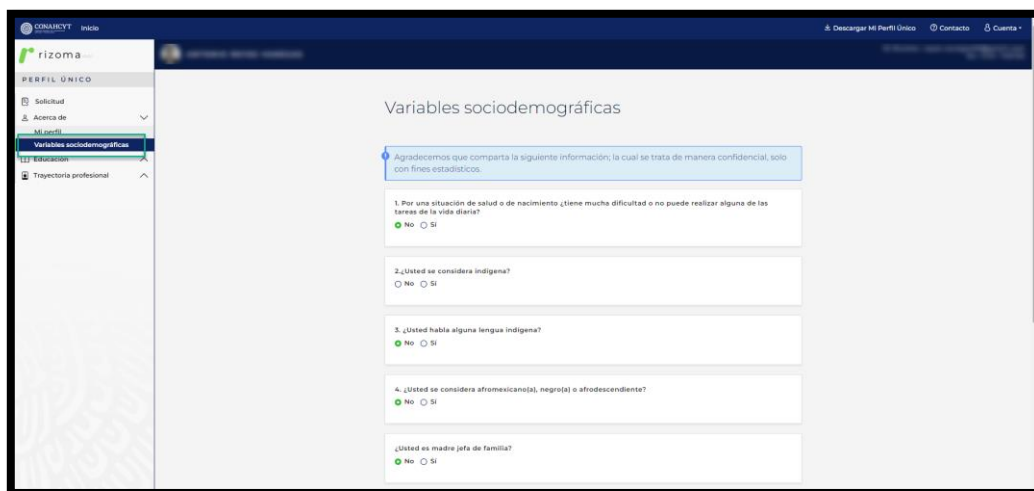 CONAHCYT Inicio
Descargar Mi Perfil Único Contacto Cuenta
rizoma
PERFIL ÚNICO
Solicitud
Acerca de
Mi perfil
Variables sociodemográficas
Educación
Trayectoria profesional
Variables sociodemográficas
Agradecemos que comparta la siguiente información; la cual se trata de manera confidencial, solo
con fines estadísticos.
1. Por una situación de salud o de nacimiento ¿tiene mucha dificultad o no puede realizar alguna de las
tareas de la vida diaria?
No Sí
2.¿Usted se considera indígena?
No Sí
3. ¿Usted habla alguna lengua indígena?
No Sí
4. ¿Usted se considera afromexicano(a), negro(a) o afrodescendiente?
No Sí
¿Usted es madre jefa de familia?
No Sí